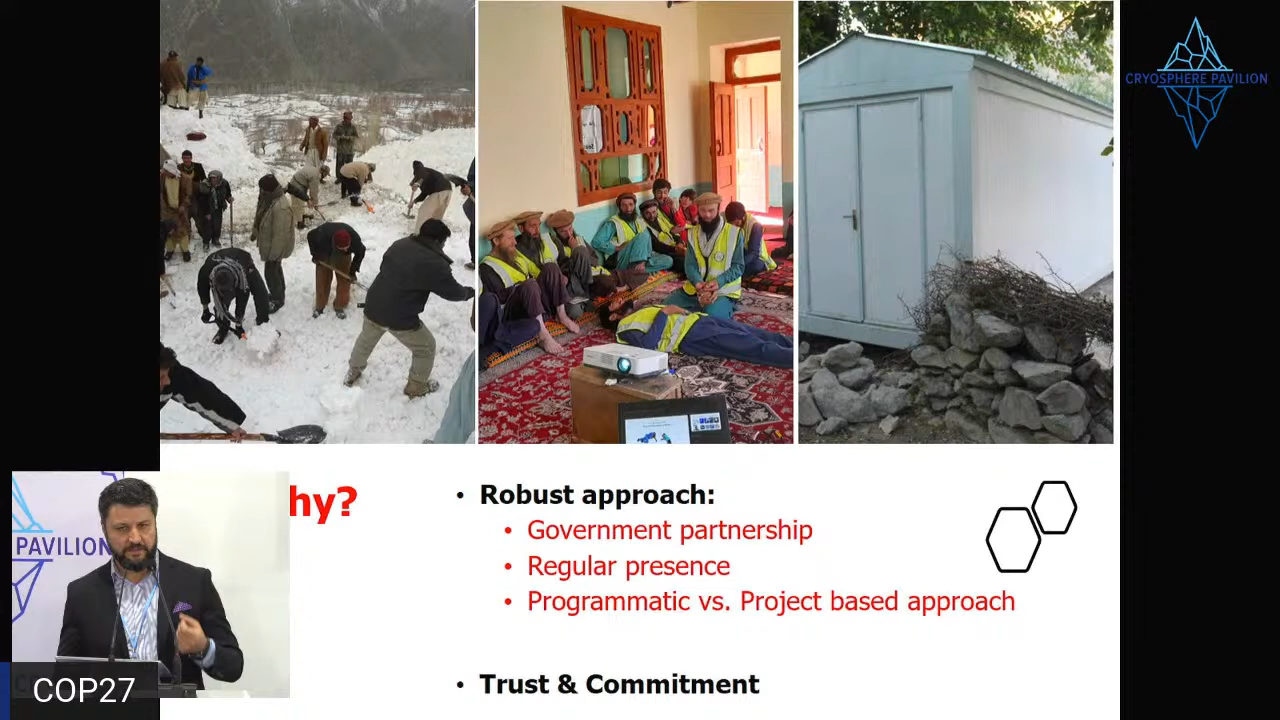 CRYOSPHERE PAVILION
hy?
• Robust approach:
• Government partnership
• Regular presence
• Programmatic vs. Project based approach
• Trust & Commitment
PAVILION
COP27